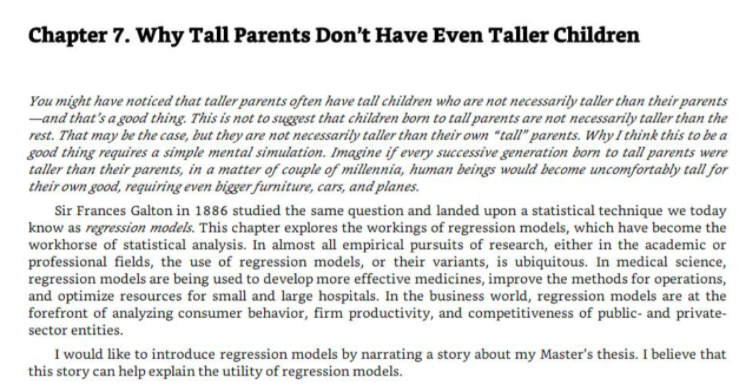 Chapter 7. Why Tall Parents Don't Have Even Taller Children
You might have noticed that taller parents often have tall children who are not necessarily taller than their parents
—and that's a good thing. This is not to suggest that children born to tall parents are not necessarily taller than the
rest. That may be the case, but they are not necessarily taller than their own "tall" parents. Why I think this to be a
good thing requires a simple mental simulation. Imagine if every successive generation born to tall parents were
taller than their parents, in a matter of couple of millennia, human beings would become uncomfortably tall for
their own good, requiring even bigger furniture, cars, and planes.
Sir Frances Galton in 1886 studied the same question and landed upon a statistical technique we today
know as regression models. This chapter explores the workings of regression models, which have become the
workhorse of statistical analysis. In almost all empirical pursuits of research, either in the academic or
professional fields, the use of regression models, or their variants, is ubiquitous. In medical science,
regression models are being used to develop more effective medicines, improve the methods for operations,
and optimize resources for small and large hospitals. In the business world, regression models are at the
forefront of analyzing consumer behavior, firm productivity, and competitiveness of public- and private-
sector entities.
I would like to introduce regression models by narrating a story about my Master's thesis. I believe that
this story can help explain the utility of regression models.